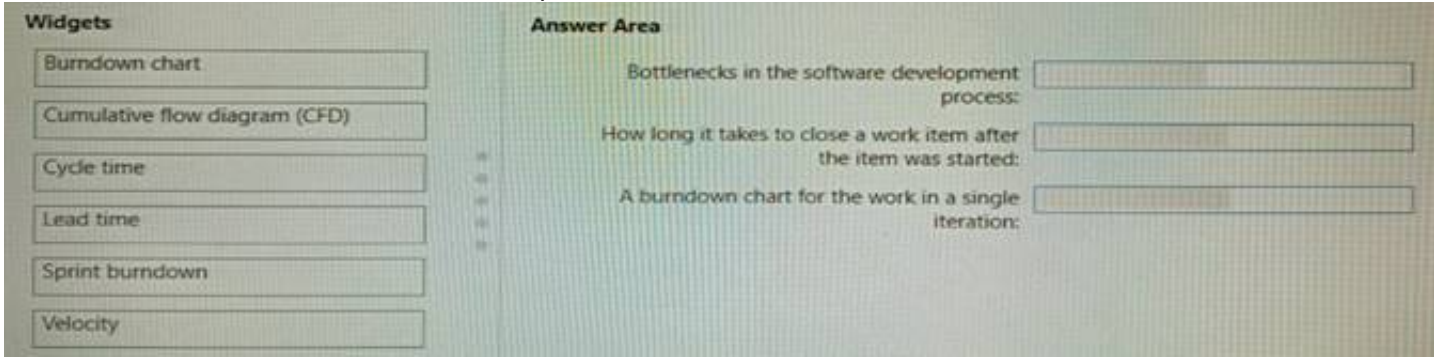 Widgets
Burndown chart
Cumulative flow diagram (CFD)
Cycle time
Lead time
Sprint burndown
Velocity
Answer Area
Bottlenecks in the software development
process:
How long it takes to close a work item after
the item was started:
A burndown chart for the work in a single
iteration: